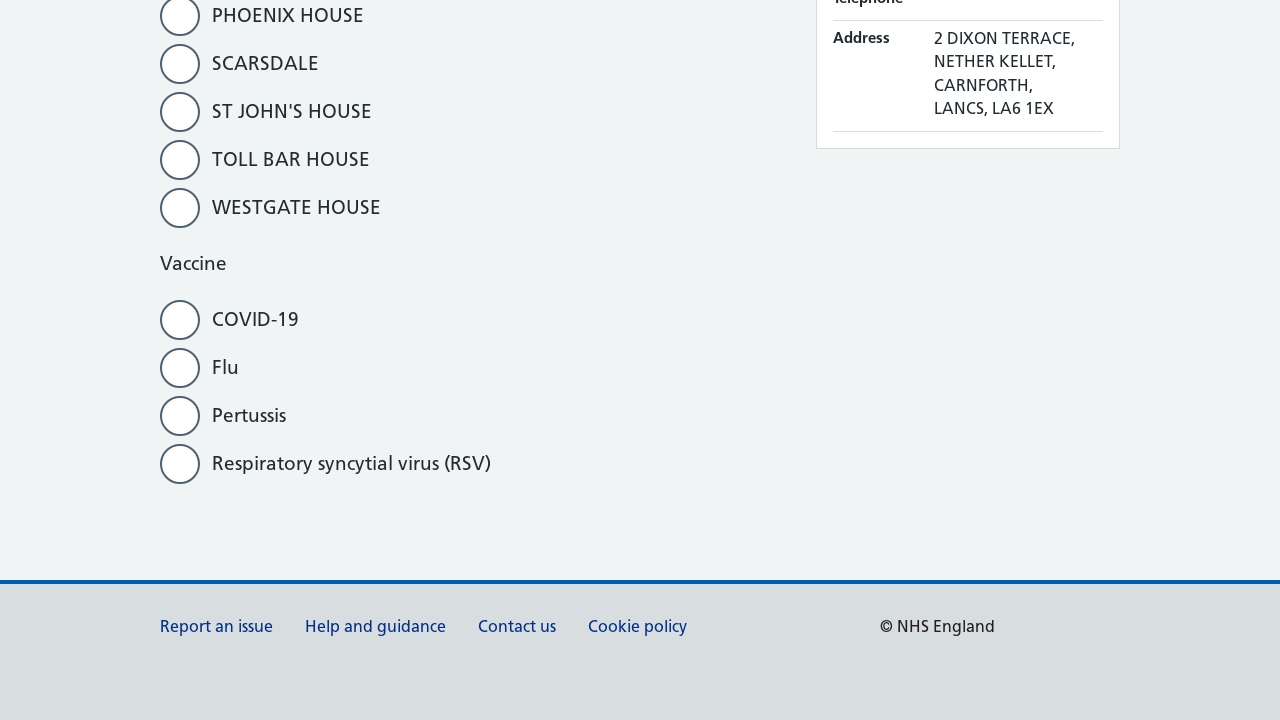 PHOENIX HOUSE
SCARSDALE
ST JOHN'S HOUSE
TOLL BAR HOUSE
WESTGATE HOUSE
Vaccine
COVID-19
Flu
Pertussis
Respiratory syncytial virus (RSV)
Telephone
Address
2 DIXON TERRACE,
NETHER KELLET,
CARNFORTH,
LANCS, LA6 1EX
Report an issue
Help and guidance
Contact us
Cookie policy
© NHS England